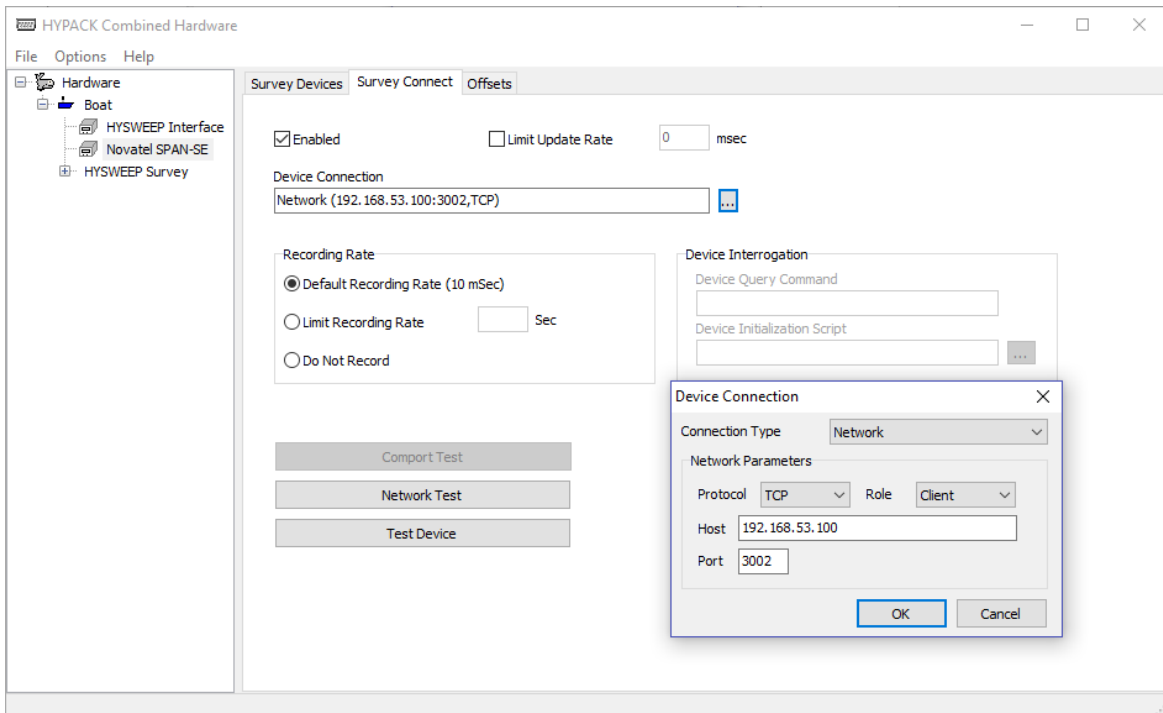 HYPACK Combined Hardware
File Options Help
Hardware
Boat
HYSWEEP Interface
Novatel SPAN-SE
HYSWEEP Survey
Survey Devices Survey Connect Offsets
Enabled Limit Update Rate 0 msec
Device Connection
Network (192.168.53.100:3002,TCP) ...
Recording Rate
Default Recording Rate (10 mSec)
Limit Recording Rate Sec
Do Not Record
Device Interrogation
Device Query Command
Device Initialization Script
...
Comport Test
Network Test
Test Device
Device Connection
Connection Type Network
Network Parameters
Protocol TCP Role Client
Host 192.168.53.100
Port 3002
OK Cancel